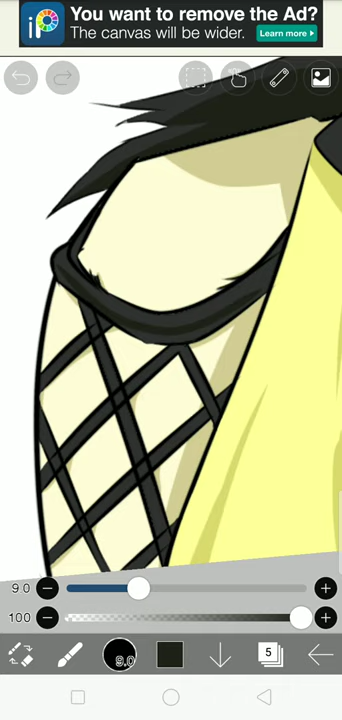 iP
You want to remove the Ad?
The canvas will be wider.
Learn more ▸
9.0
100
9.0
5